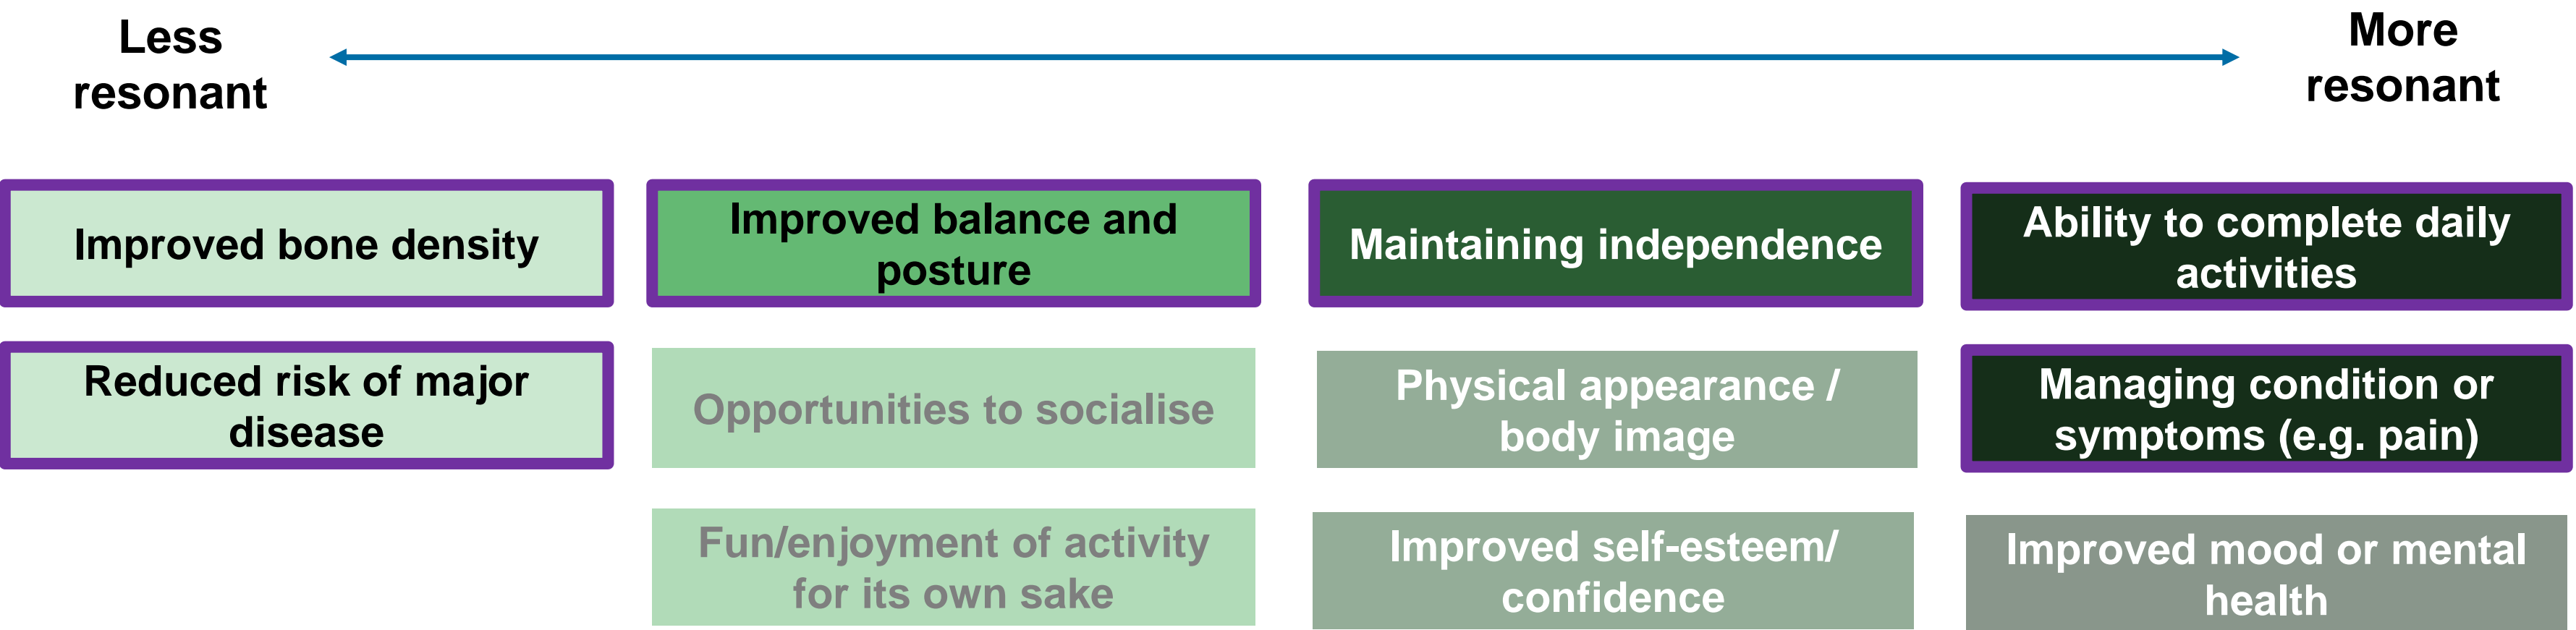 Less
resonant
More
resonant
Improved bone density
Improved balance and
posture
Maintaining independence
Ability to complete daily
activities
Reduced risk of major
disease
Opportunities to socialise
Physical appearance /
body image
Managing condition or
symptoms (e.g. pain)
Fun/enjoyment of activity
for its own sake
Improved self-esteem/
confidence
Improved mood or mental
health